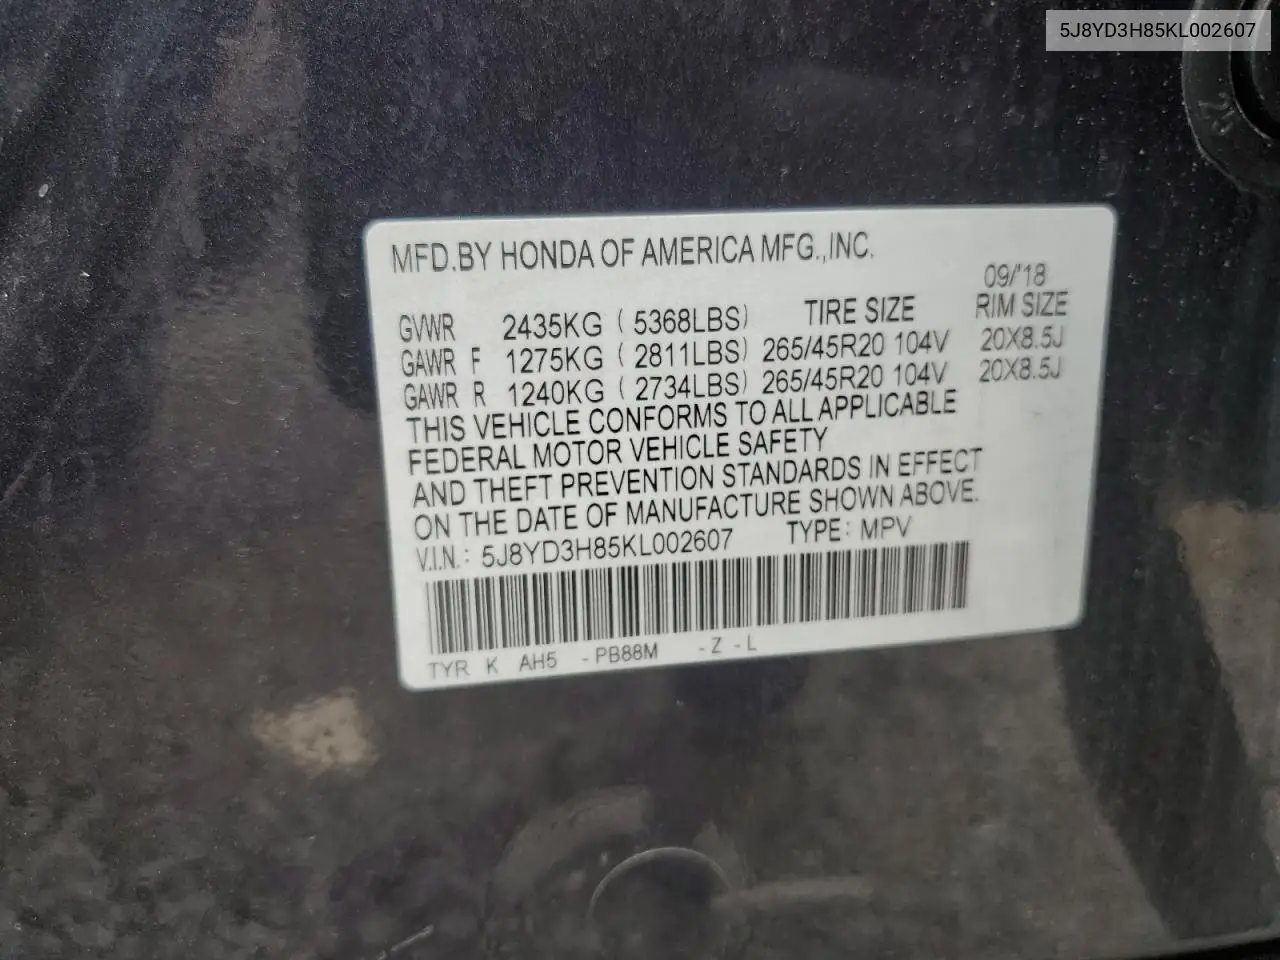 5J8YD3H85KL002607
MFD.BY HONDA OF AMERICA MFG.,INC.
09/'18
GVWR 2435KG ( 5368LBS) TIRE SIZE RIM SIZE
GAWR F 1275KG ( 2811LBS) 265/45R20 104V 20X8.5J
GAWR R 1240KG ( 2734LBS) 265/45R20 104V 20X8.5J
THIS VEHICLE CONFORMS TO ALL APPLICABLE
FEDERAL MOTOR VEHICLE SAFETY
AND THEFT PREVENTION STANDARDS IN EFFECT
ON THE DATE OF MANUFACTURE SHOWN ABOVE.
V.I.N.: 5J8YD3H85KL002607 TYPE: MPV
TYR K AH5 -PB88M -Z -L